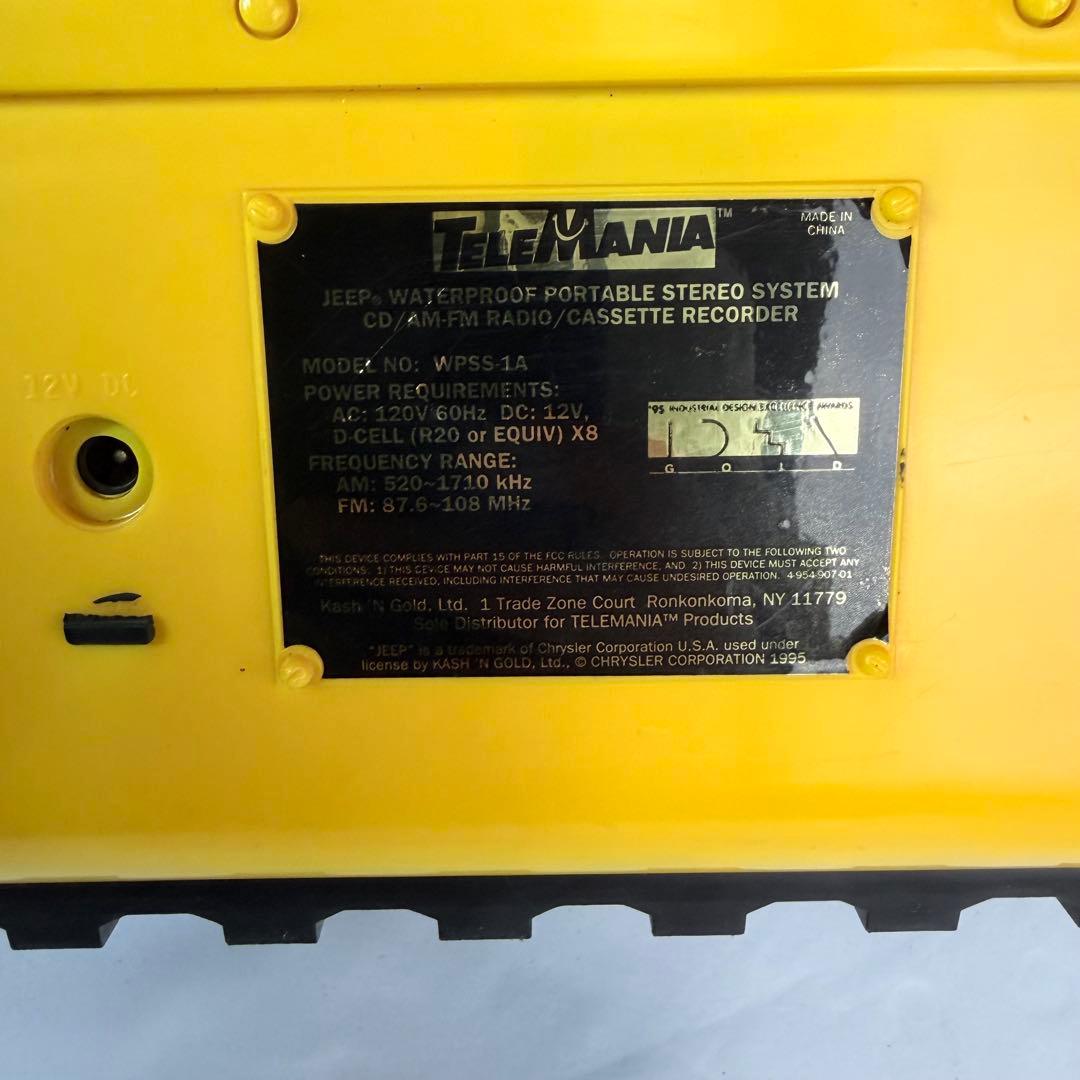 TELEMANIA™
MADE IN
CHINA
JEEP® WATERPROOF PORTABLE STEREO SYSTEM
CD/AM-FM RADIO/CASSETTE RECORDER
MODEL NO: WPSS-1A
POWER REQUIREMENTS:
AC: 120V 60Hz DC: 12V,
D-CELL (R20 or EQUIV) X8
FREQUENCY RANGE:
AM: 520~1710 kHz
FM: 87.6~108 MHz
12V DC
'95 INDUSTRIAL DESIGN EXCELLENCE AWARDS
IDEA
GOLD
THIS DEVICE COMPLIES WITH PART 15 OF THE FCC RULES. OPERATION IS SUBJECT TO THE FOLLOWING TWO
CONDITIONS: 1) THIS DEVICE MAY NOT CAUSE HARMFUL INTERFERENCE, AND 2) THIS DEVICE MUST ACCEPT ANY
INTERFERENCE RECEIVED, INCLUDING INTERFERENCE THAT MAY CAUSE UNDESIRED OPERATION. 4-954-907-01
Kash 'N Gold, Ltd. 1 Trade Zone Court Ronkonkoma, NY 11779
Sole Distributor for TELEMANIA™ Products
"JEEP" is a trademark of Chrysler Corporation U.S.A. used under
license by KASH 'N GOLD, Ltd., © CHRYSLER CORPORATION 1995